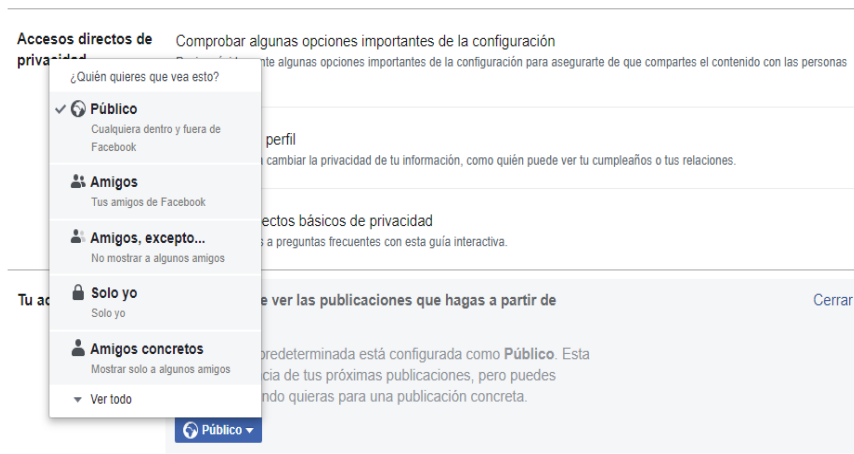 Accesos directos de
privacidad
Comprobar algunas opciones importantes de la configuración
algunas opciones importantes de la configuración para asegurarte de que compartes el contenido con las personas
perfil
cambiar la privacidad de tu información, como quién puede ver tu cumpleaños o tus relaciones.
básicos de privacidad
a preguntas frecuentes con esta guía interactiva.
¿Quién quieres que vea esto?
Público
Cualquiera dentro y fuera de
Facebook
Amigos
Tus amigos de Facebook
Amigos, excepto...
No mostrar a algunos amigos
Solo yo
Solo yo
Amigos concretos
Mostrar solo a algunos amigos
Ver todo
Tu
ver las publicaciones que hagas a partir de
Cerrar
predeterminada está configurada como Público. Esta
de tus próximas publicaciones, pero puedes
quieras para una publicación concreta.
Público